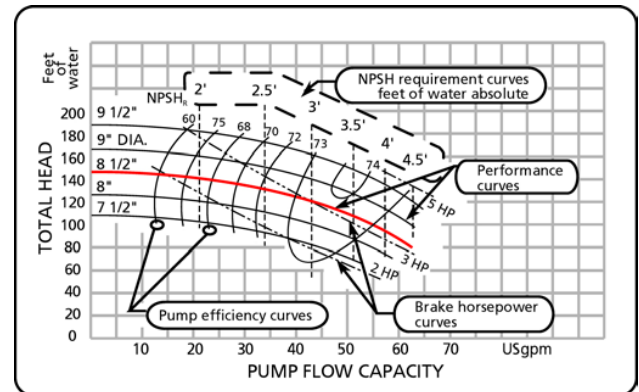 Feet
of
water
TOTAL HEAD
200
180
160
140
120
100
80
60
40
20
0
9 1/2"
9" DIA.
8 1/2"
8"
7 1/2"
NPSHR
2'
2.5'
3'
3.5'
4'
4.5'
60
75
68
70
72
73
74
5 HP
3 HP
2 HP
NPSH requirement curves
feet of water absolute
Performance
curves
Brake horsepower
curves
Pump efficiency curves
10
20
30
40
50
60
70
USgpm
PUMP FLOW CAPACITY